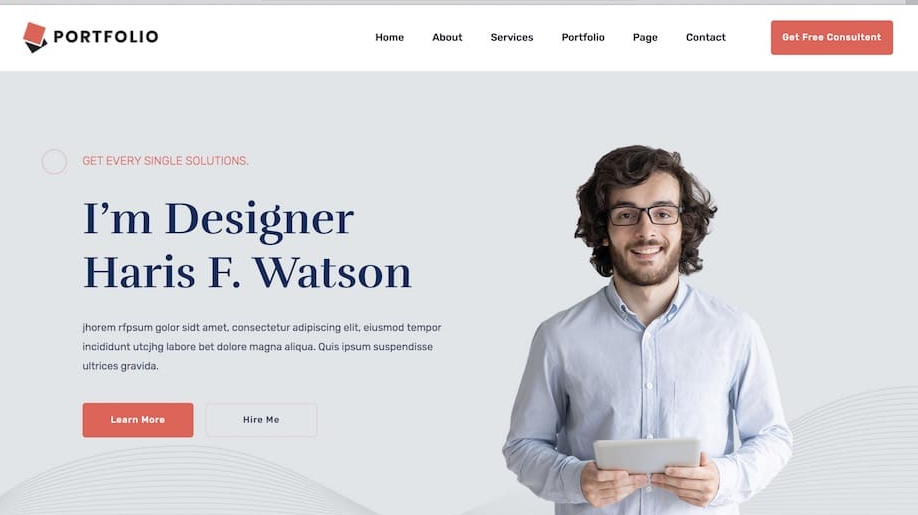 PORTFOLIO
Home About Services Portfolio Page Contact Get Free Consultent
GET EVERY SINGLE SOLUTIONS.
I'm Designer
Haris F. Watson
jhorem rfpsum golor sidt amet, consectetur adipiscing elit, eiusmod tempor
incididunt utcjhg labore bet dolore magna aliqua. Quis ipsum suspendisse
ultrices gravida.
Learn More Hire Me